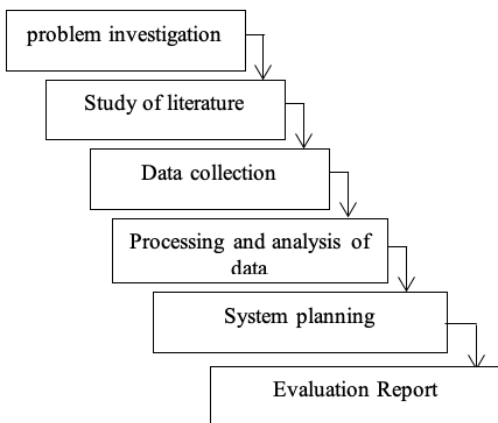 problem investigation
Study of literature
Data collection
Processing and analysis of
data
System planning
Evaluation Report